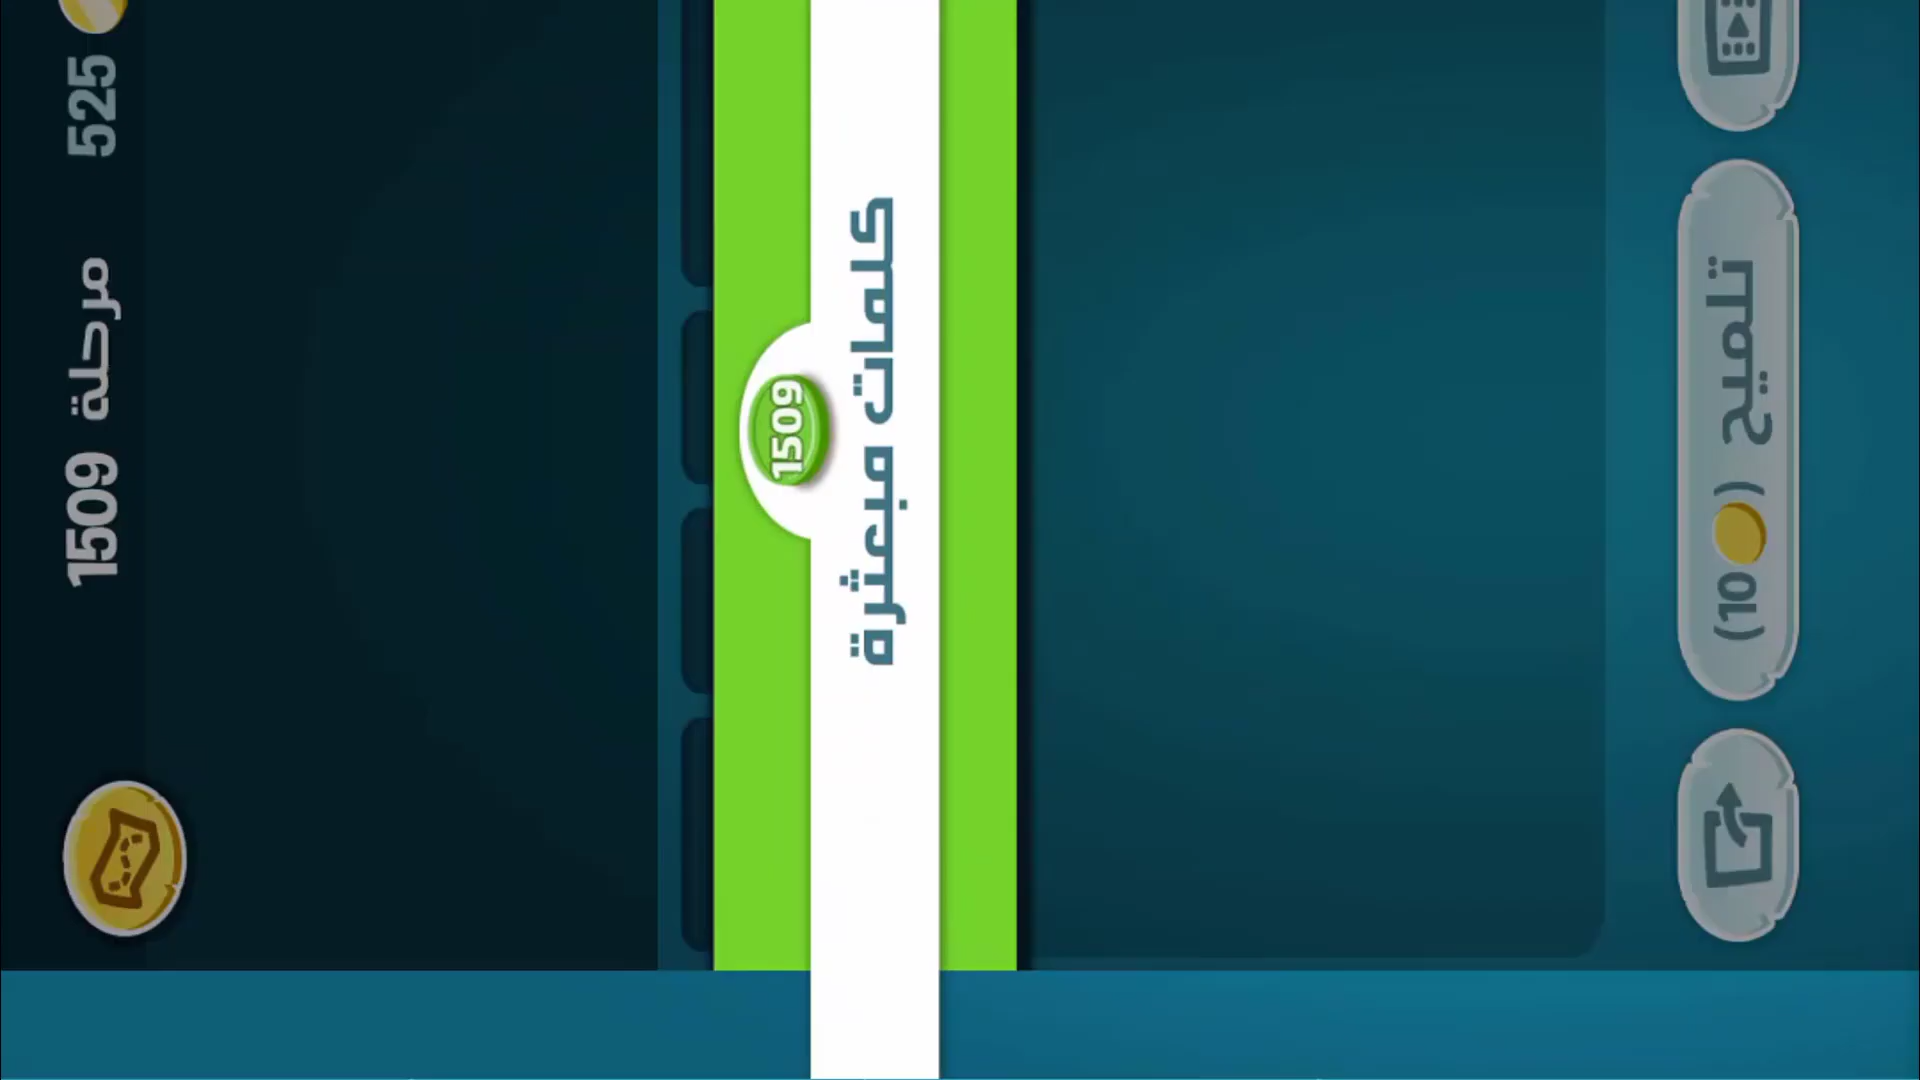 525
مرحلة 1509
1509
كلمات مبعثرة
تلميح (10)